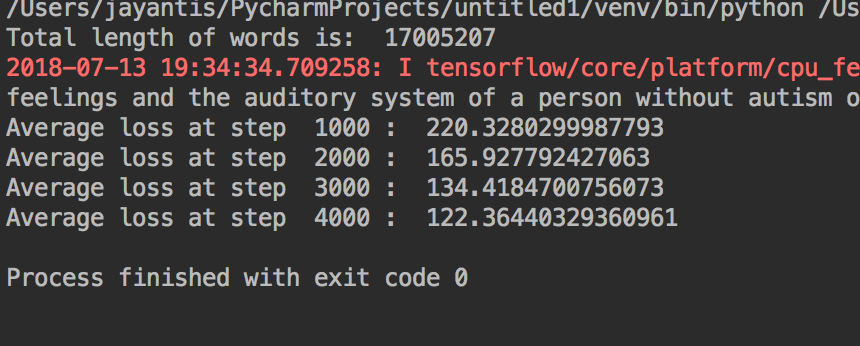 /Users/jayantis/PycharmProjects/untitled1/venv/bin/python /Us
Total length of words is:  17005207
2018-07-13 19:34:34.709258: I tensorflow/core/platform/cpu_fe
feelings and the auditory system of a person without autism o
Average loss at step  1000 :  220.3280299987793
Average loss at step  2000 :  165.927792427063
Average loss at step  3000 :  134.4184700756073
Average loss at step  4000 :  122.36440329360961
Process finished with exit code 0